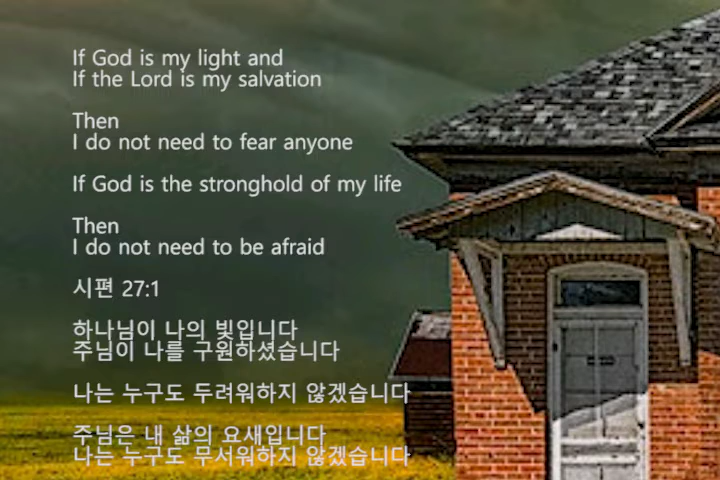 If God is my light and
If the Lord is my salvation
Then
I do not need to fear anyone
If God is the stronghold of my life
Then
I do not need to be afraid
시편 27:1
하나님이 나의 빛입니다
주님이 나를 구원하셨습니다
나는 누구도 두려워하지 않겠습니다
주님은 내 삶의 요새입니다
나는 누구도 무서워하지 않겠습니다